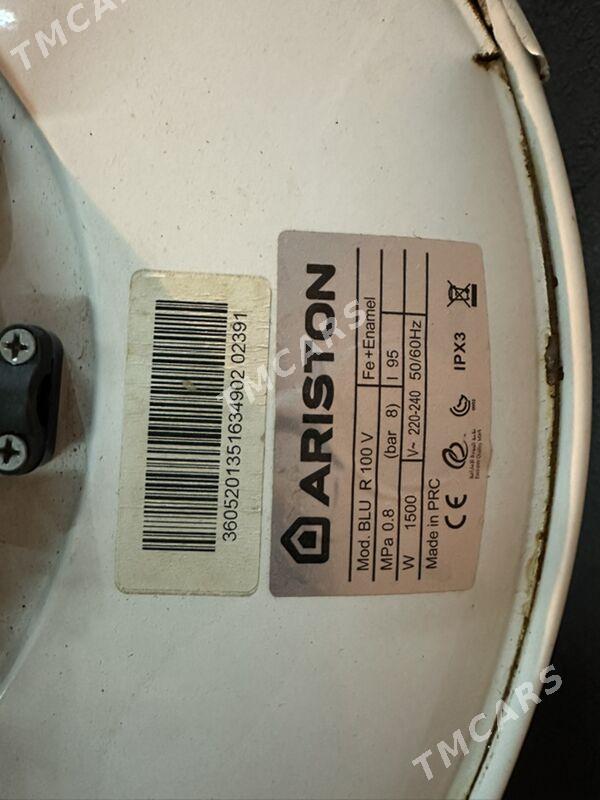 TMCARS
3605201351634902 02391
ARISTON
Mod. BLU R 100 V Fe+Enamel
MPa 0.8 (bar 8) l 95
W 1500 V~ 220-240 50/60Hz
Made in PRC IPX3
CE
TMCARS
TMCARS